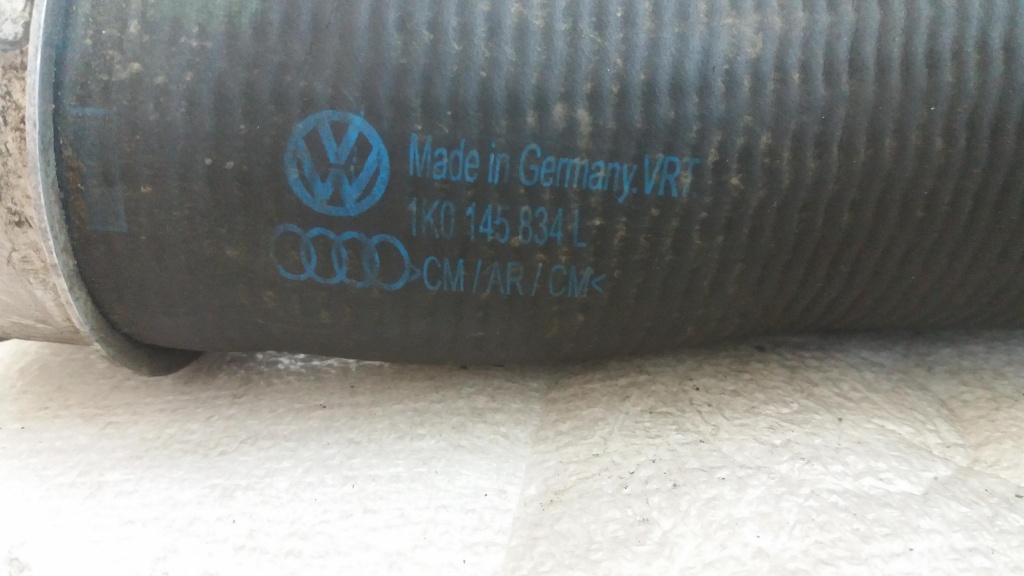 Made in Germany.VRT
1K0 145 834 L
>CM / AR / CM<